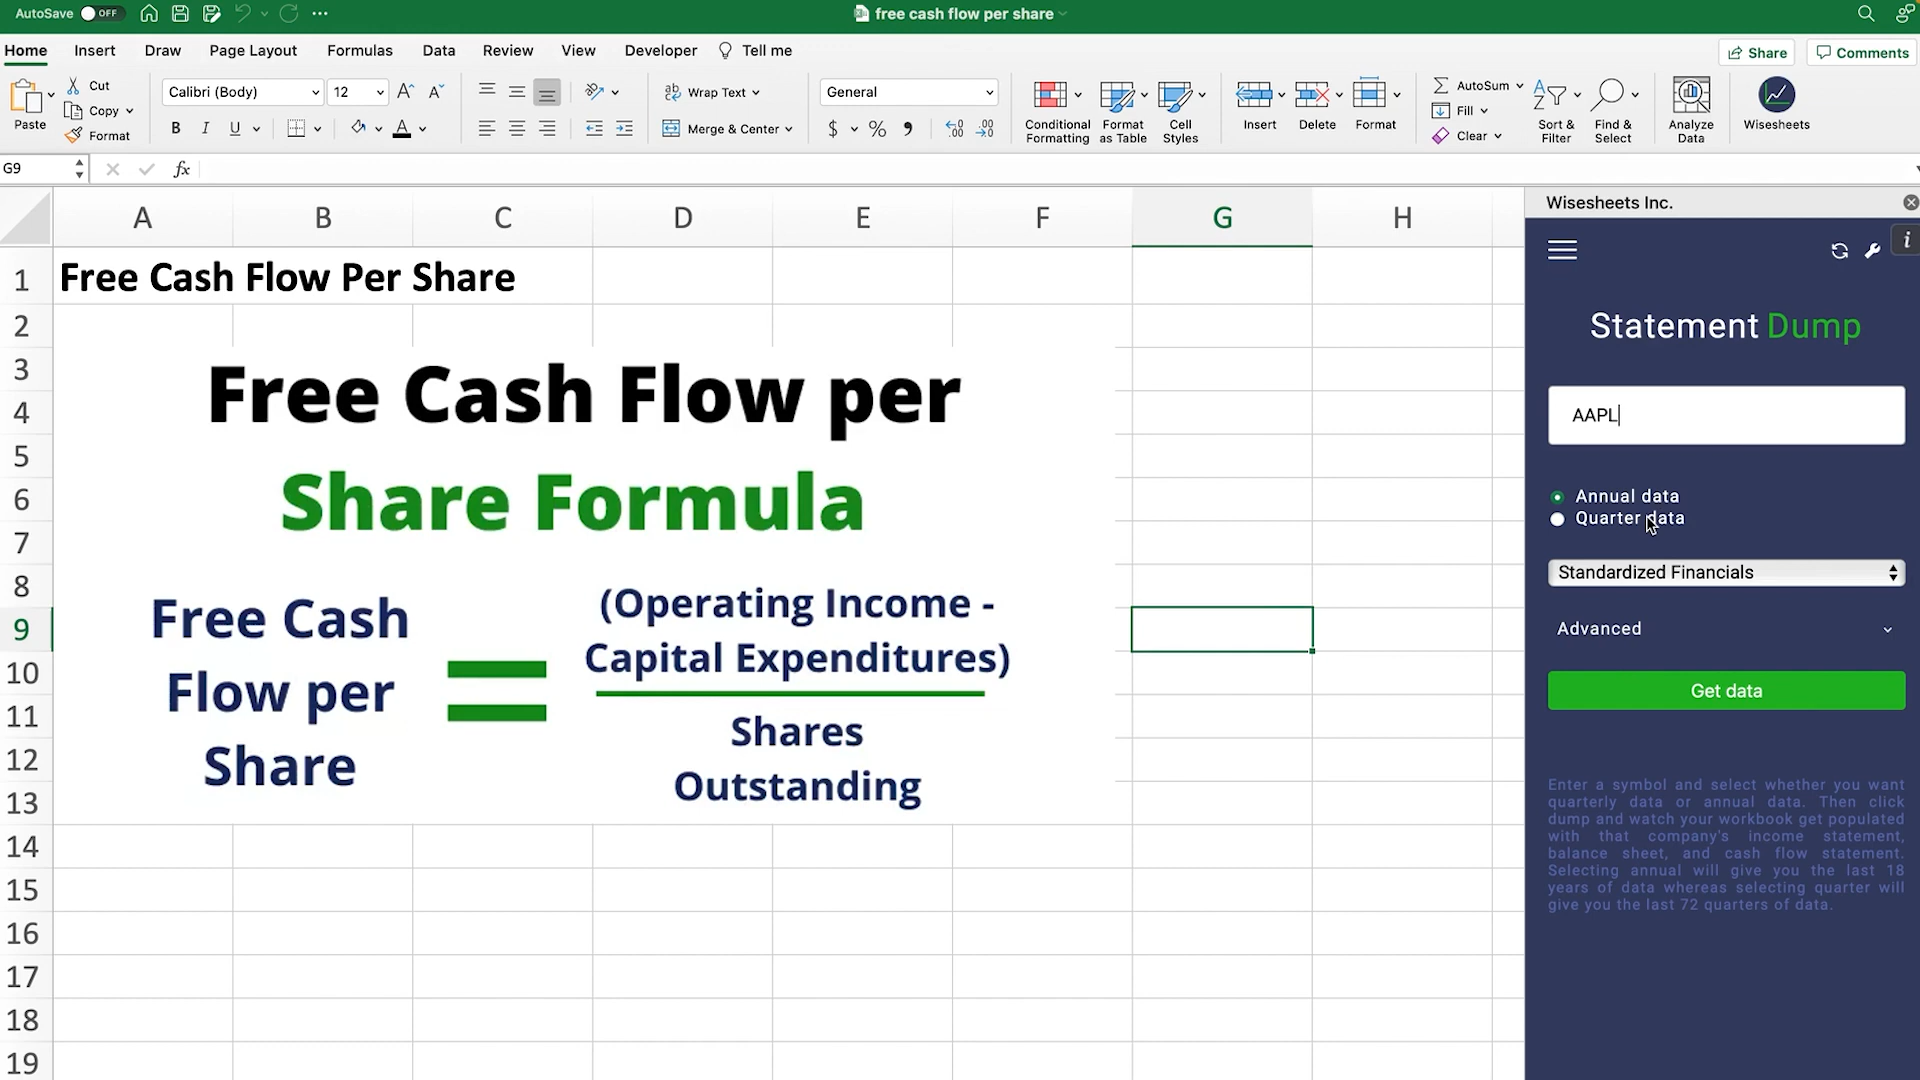 AutoSave OFF
free cash flow per share
Home Insert Draw Page Layout Formulas Data Review View Developer Tell me
Share Comments
Paste
Cut
Copy
Format
Calibri (Body) 12
B I U
Wrap Text
Merge & Center
General
$ % 9
Conditional Formatting
Format as Table
Cell Styles
Insert
Delete
Format
AutoSum
Fill
Clear
Sort & Filter
Find & Select
Analyze Data
Wisesheets
G9
fx
A B C D E F G H
1 Free Cash Flow Per Share
2
3
4
5
6
7
8
9
10
11
12
13
14
15
16
17
18
19
Free Cash Flow per
Share Formula
Free Cash
Flow per
Share
=
(Operating Income -
Capital Expenditures)
Shares
Outstanding
Wisesheets Inc.
i
Statement Dump
AAPL
Annual data
Quarter data
Standardized Financials
Advanced
Get data
Enter a symbol and select whether you want
quarterly data or annual data. Then click
dump and watch your workbook get populated
with that company's income statement,
balance sheet, and cash flow statement.
Selecting annual will give you the last 18
years of data whereas selecting quarter will
give you the last 72 quarters of data.